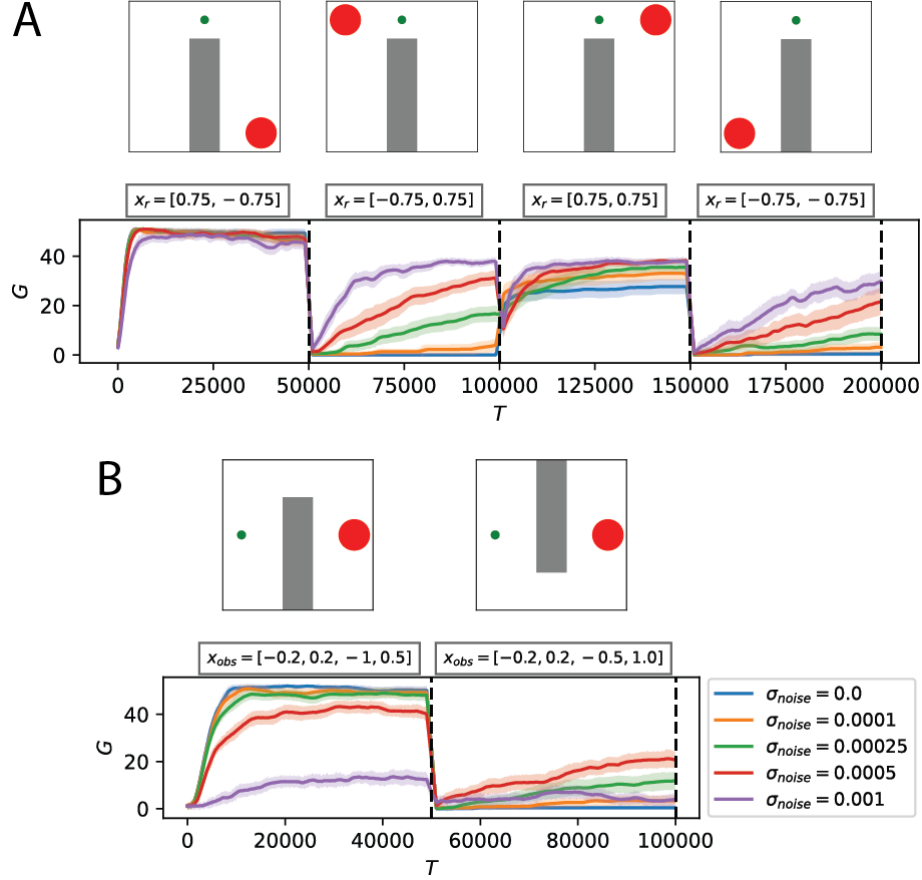 A
x_r = [0.75, − 0.75]
x_r = [−0.75, 0.75]
x_r = [0.75, 0.75]
x_r = [−0.75, −0.75]
G
40
20
0
0 25000 50000 75000 100000 125000 150000 175000 200000
T
B
x_obs = [−0.2, 0.2, − 1, 0.5]
x_obs = [−0.2, 0.2, − 0.5, 1.0]
G
40
20
0
0 20000 40000 60000 80000 100000
T
σ_noise = 0.0
σ_noise = 0.0001
σ_noise = 0.00025
σ_noise = 0.0005
σ_noise = 0.001